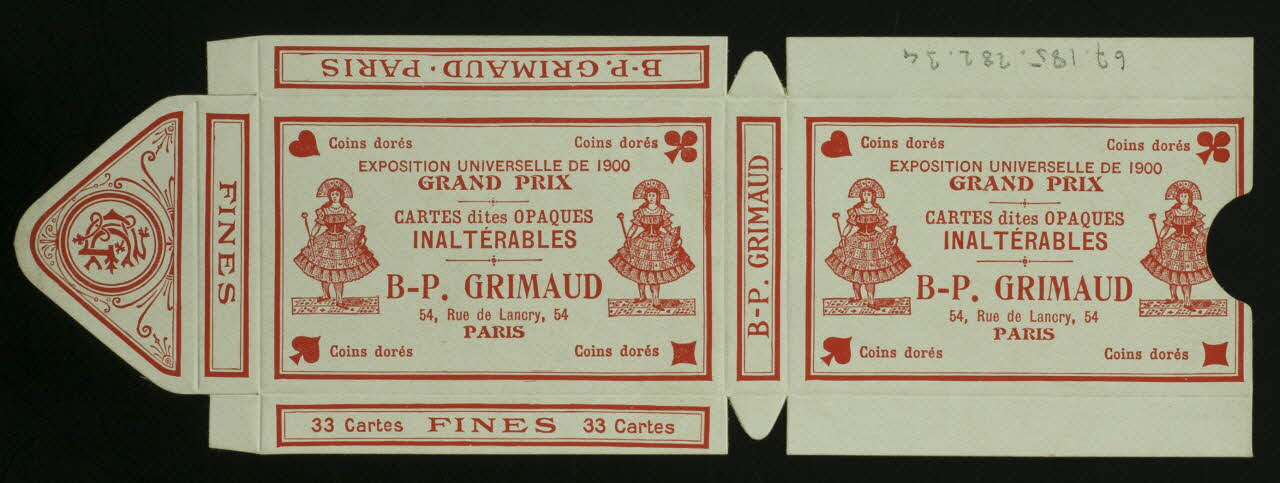 B-P. GRIMAUD · PARIS
67.185.382.34
FINES
Coins dorés Coins dorés
EXPOSITION UNIVERSELLE DE 1900
GRAND PRIX
CARTES dites OPAQUES
INALTÉRABLES
B-P. GRIMAUD
54, Rue de Lancry, 54
PARIS
Coins dorés Coins dorés
B-P. GRIMAUD
Coins dorés Coins dorés
EXPOSITION UNIVERSELLE DE 1900
GRAND PRIX
CARTES dites OPAQUES
INALTÉRABLES
B-P. GRIMAUD
54, Rue de Lancry, 54
PARIS
Coins dorés Coins dorés
33 Cartes FINES 33 Cartes